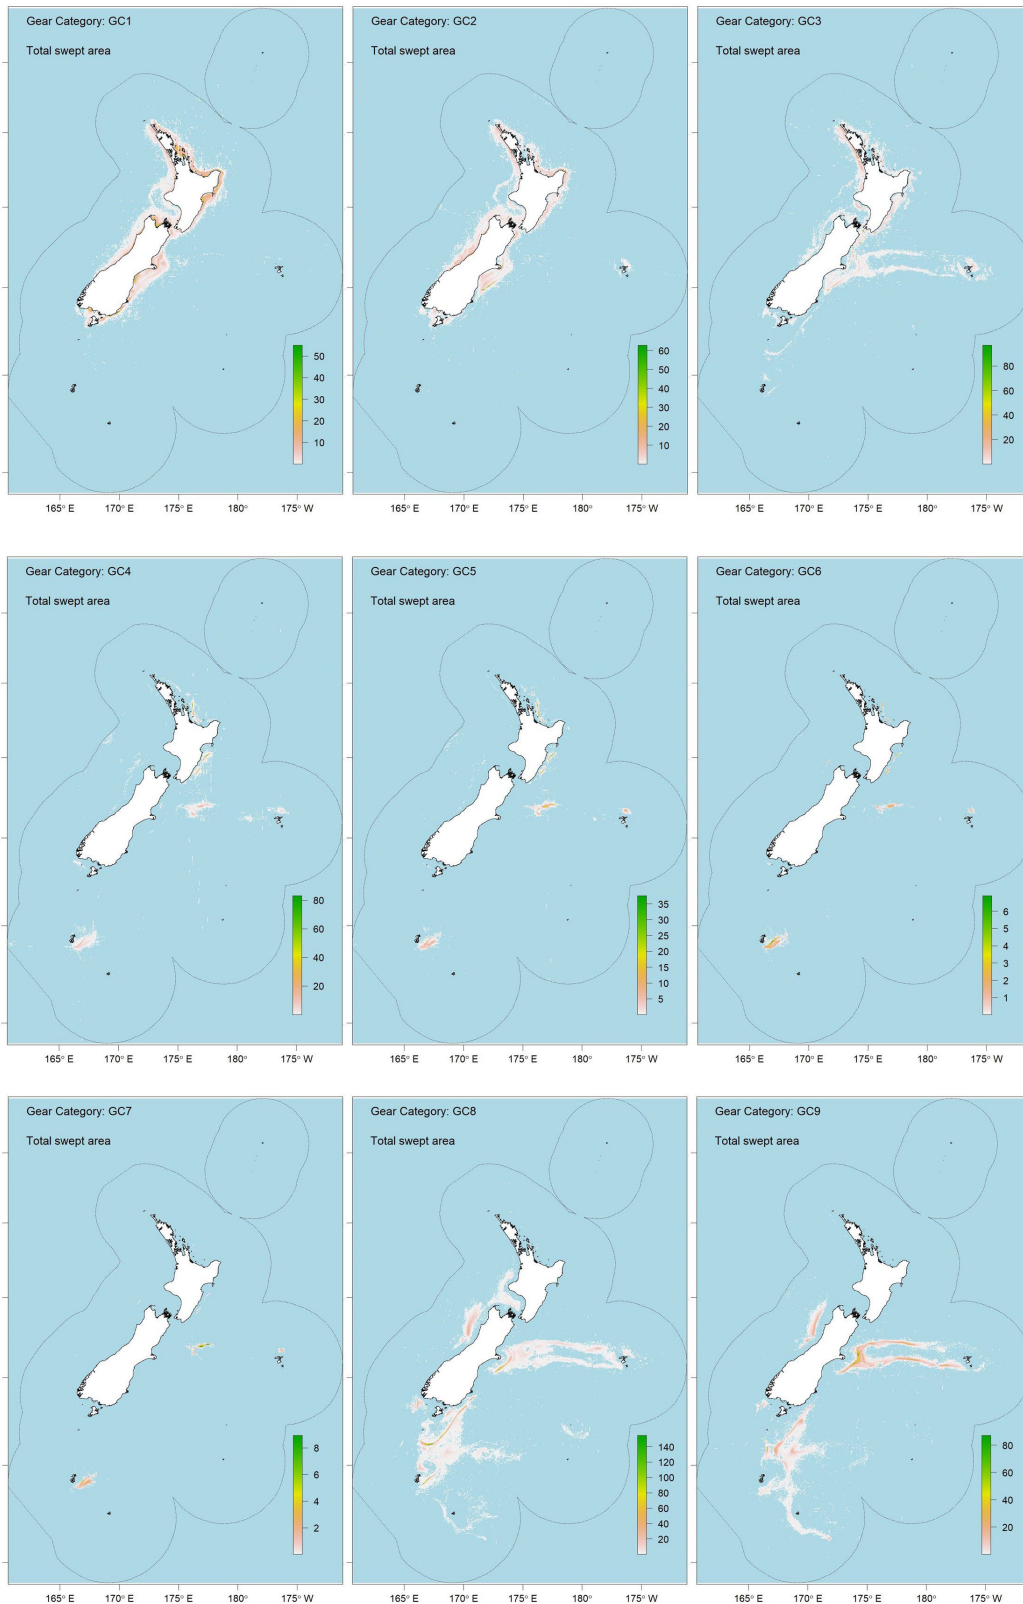 Gear Category: GC1
Total swept area
50
40
30
20
10
165° E 170° E 175° E 180° 175° W
Gear Category: GC2
Total swept area
60
50
40
30
20
10
165° E 170° E 175° E 180° 175° W
Gear Category: GC3
Total swept area
80
60
40
20
165° E 170° E 175° E 180° 175° W
Gear Category: GC4
Total swept area
80
60
40
20
165° E 170° E 175° E 180° 175° W
Gear Category: GC5
Total swept area
35
30
25
20
15
10
5
165° E 170° E 175° E 180° 175° W
Gear Category: GC6
Total swept area
6
5
4
3
2
1
165° E 170° E 175° E 180° 175° W
Gear Category: GC7
Total swept area
8
6
4
2
165° E 170° E 175° E 180° 175° W
Gear Category: GC8
Total swept area
140
120
100
80
60
40
20
165° E 170° E 175° E 180° 175° W
Gear Category: GC9
Total swept area
80
60
40
20
165° E 170° E 175° E 180° 175° W